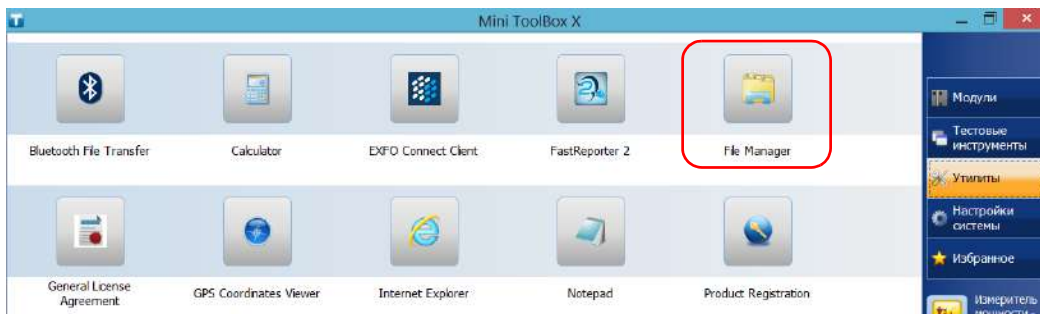 Mini ToolBox X
Bluetooth File Transfer
Calculator
EXFO Connect Client
FastReporter 2
File Manager
General License
Agreement
GPS Coordinates Viewer
Internet Explorer
Notepad
Product Registration
Модули
Тестовые
инструменты
Утилиты
Настройки
системы
Избранное
Измеритель
мощности -